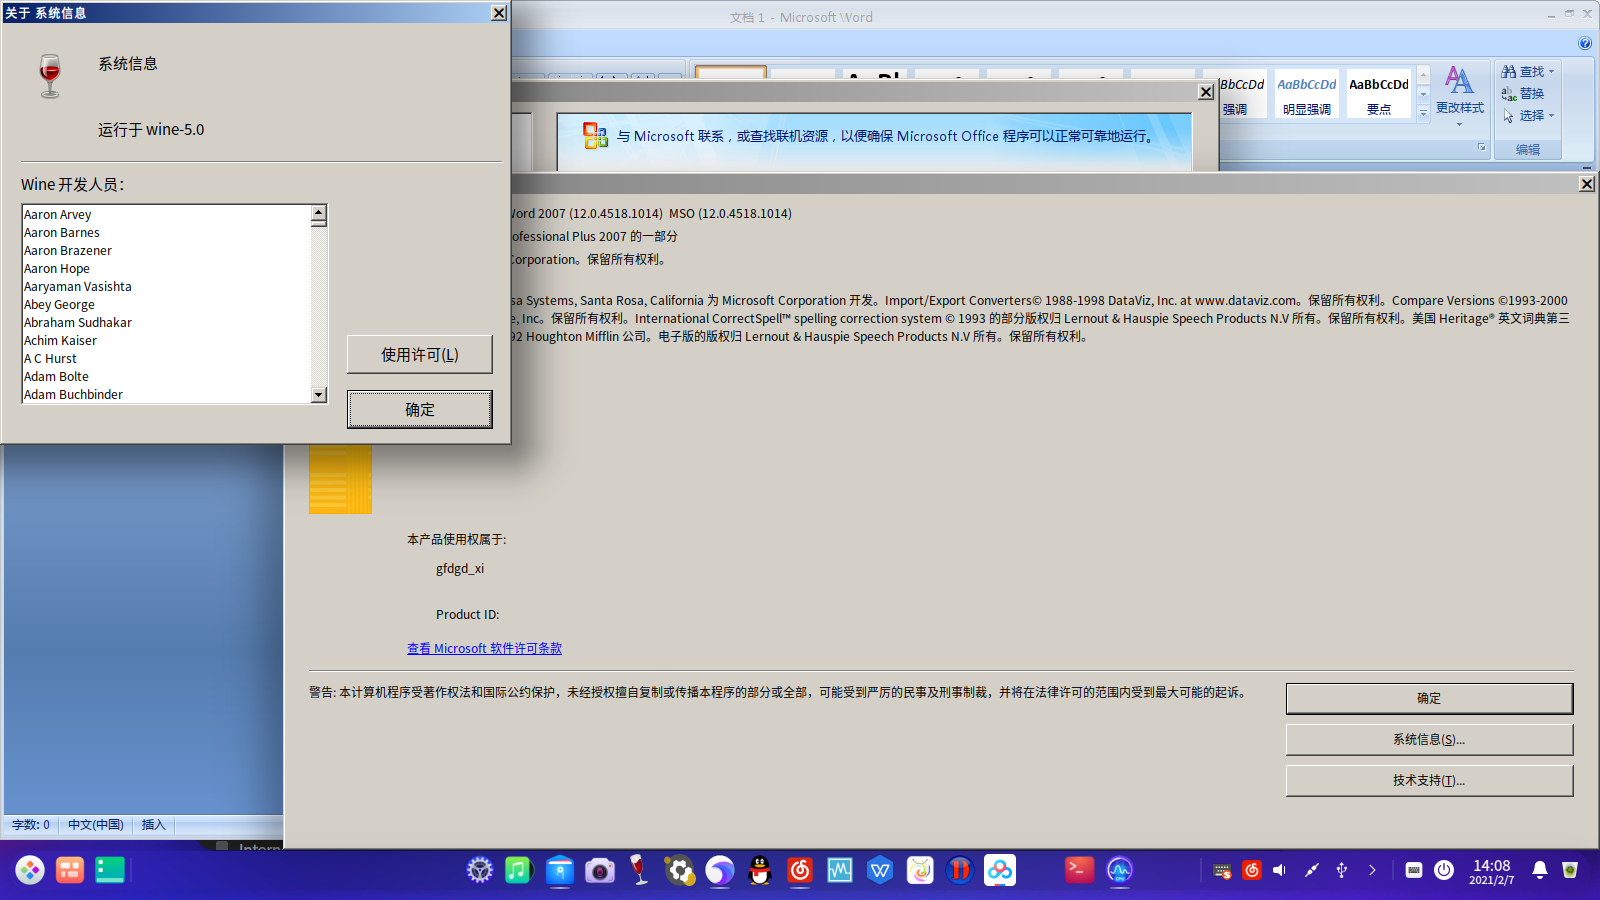 关于 系统信息
系统信息
运行于 wine-5.0
Wine 开发人员：
Aaron Arvey
Aaron Barnes
Aaron Brazener
Aaron Hope
Aaryaman Vasishta
Abey George
Abraham Sudhakar
Achim Kaiser
A C Hurst
Adam Bolte
Adam Buchbinder
使用许可(L)
确定
文档 1 - Microsoft Word
AaBbCcDd
AaBbCcDd
强调
明显强调
要点
更改样式
查找
替换
选择
编辑
与 Microsoft 联系，或查找联机资源，以便确保 Microsoft Office 程序可以正常可靠地运行。
Word 2007 (12.0.4518.1014) MSO (12.0.4518.1014)
ofessional Plus 2007 的一部分
Corporation。保留所有权利。
sa Systems, Santa Rosa, California 为 Microsoft Corporation 开发。Import/Export Converters© 1988-1998 DataViz, Inc. at www.dataviz.com。保留所有权利。Compare Versions ©1993-2000
e, Inc。保留所有权利。International CorrectSpell™ spelling correction system © 1993 的部分版权归 Lernout & Hauspie Speech Products N.V 所有。保留所有权利。美国 Heritage® 英文词典第三
92 Houghton Mifflin 公司。电子版的版权归 Lernout & Hauspie Speech Products N.V 所有。保留所有权利。
本产品使用权属于:
gfdgd_xi
Product ID:
查看 Microsoft 软件许可条款
警告: 本计算机程序受著作权法和国际公约保护，未经授权擅自复制或传播本程序的部分或全部，可能受到严厉的民事及刑事制裁，并将在法律许可的范围内受到最大可能的起诉。
确定
系统信息(S)...
技术支持(T)...
字数: 0
中文(中国)
插入
14:08
2021/2/7